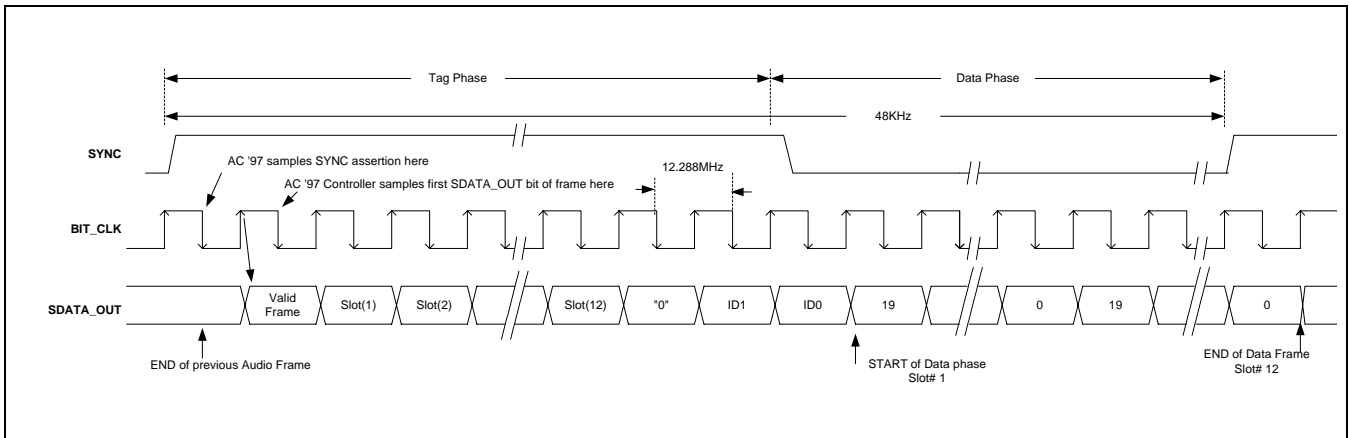 Tag Phase
Data Phase
48KHz
SYNC
AC '97 samples SYNC assertion here
12.288MHz
AC '97 Controller samples first SDATA_OUT bit of frame here
BIT_CLK
SDATA_OUT
Valid
Frame
Slot(1)
Slot(2)
Slot(12)
"0"
ID1
ID0
19
0
19
0
END of previous Audio Frame
START of Data phase
Slot# 1
END of Data Frame
Slot# 12